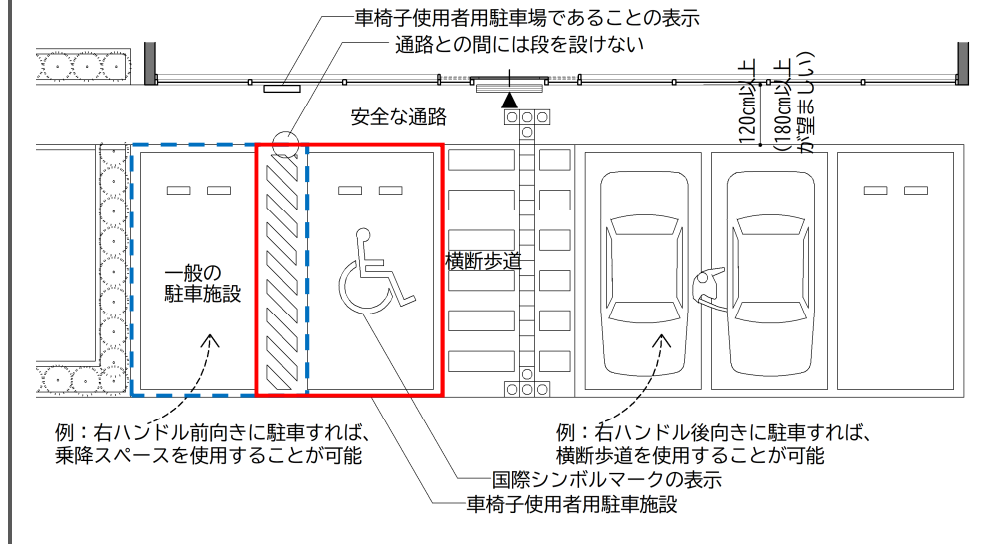 車椅子使用者用駐車場であることの表示
通路との間には段を設けない
安全な通路
120cm以上
(180cm以上
が望ましい)
横断歩道
一般の
駐車施設
例：右ハンドル前向きに駐車すれば、
乗降スペースを使用することが可能
例：右ハンドル後向きに駐車すれば、
横断歩道を使用することが可能
国際シンボルマークの表示
車椅子使用者用駐車施設